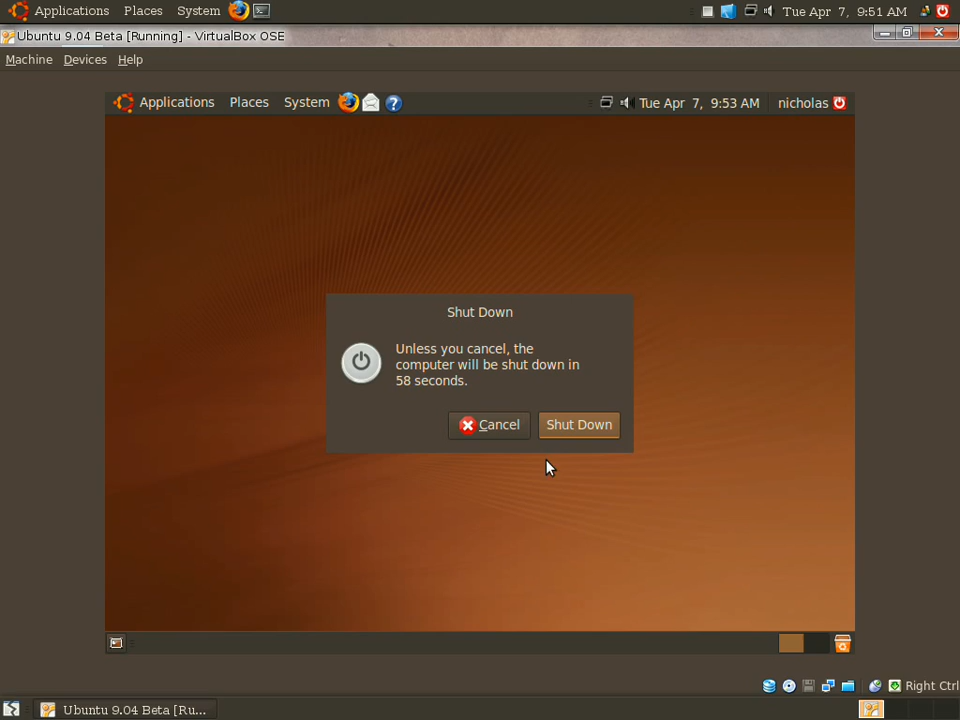 Applications Places System Tue Apr 7, 9:51 AM
Ubuntu 9.04 Beta [Running] - VirtualBox OSE
Machine Devices Help
Applications Places System Tue Apr 7, 9:53 AM nicholas
Shut Down
Unless you cancel, the
computer will be shut down in
58 seconds.
Cancel Shut Down
Right Ctrl
Ubuntu 9.04 Beta [Ru...